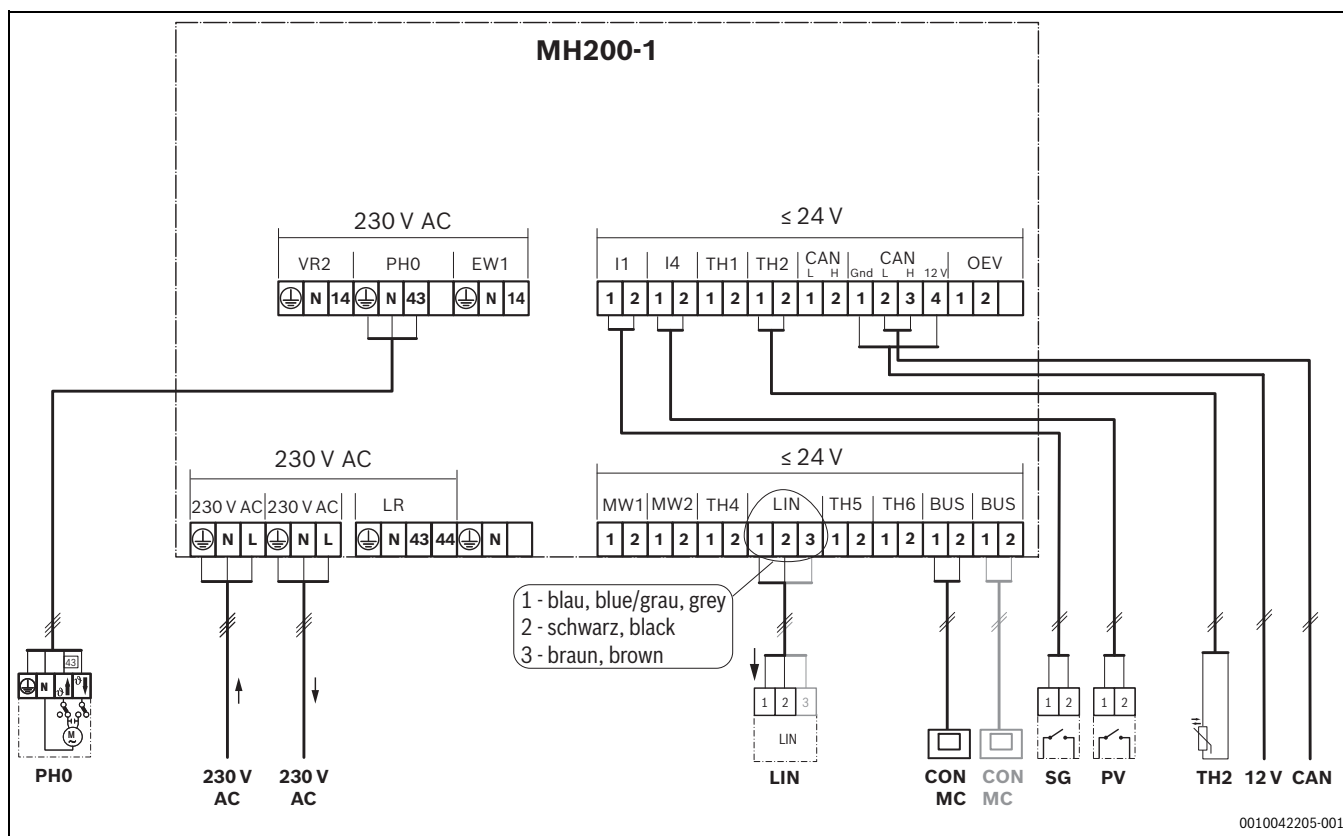 MH200-1
230 V AC
≤ 24 V
VR2 PH0 EW1
I1 I4 TH1 TH2 CAN CAN OEV
L H Gnd L H 12 V
N 14 N 43 N 14
1 2 1 2 1 2 1 2 1 2 1 2 3 4 1 2
230 V AC
≤ 24 V
230 V AC 230 V AC LR
MW1 MW2 TH4 LIN TH5 TH6 BUS BUS
N L N L N 43 44 N
1 2 1 2 1 2 1 2 3 1 2 1 2 1 2 1 2
1 - blau, blue/grau, grey
2 - schwarz, black
3 - braun, brown
43
N ϑ ϑ
M
~
1 2 3
LIN
1 2
1 2
PH0
230 V
AC
230 V
AC
LIN
CON
MC
CON
MC
SG
PV
TH2
12 V
CAN
0010042205-001